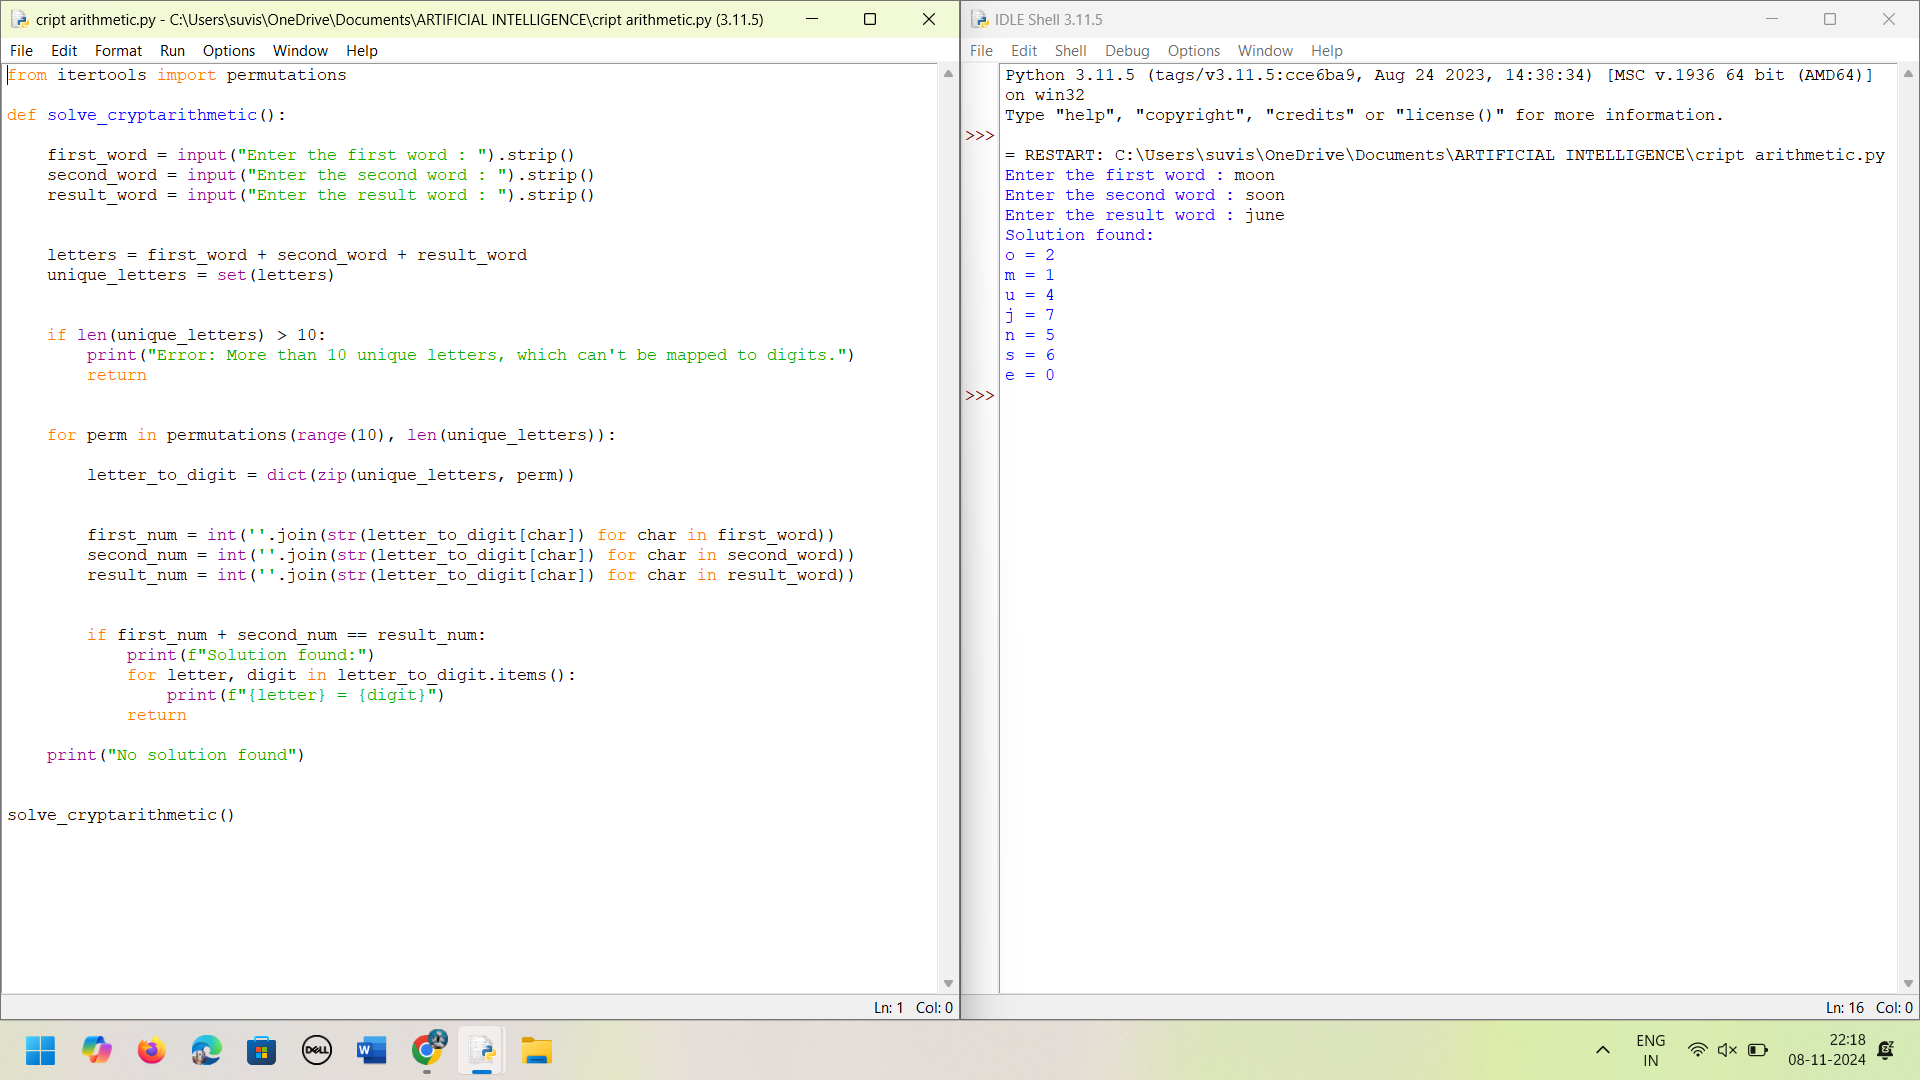 cript arithmetic.py - C:\Users\suvis\OneDrive\Documents\ARTIFICIAL INTELLIGENCE\cript arithmetic.py (3.11.5)
File Edit Format Run Options Window Help
from itertools import permutations
def solve_cryptarithmetic():
    first_word = input("Enter the first word : ").strip()
    second_word = input("Enter the second word : ").strip()
    result_word = input("Enter the result word : ").strip()
    letters = first_word + second_word + result_word
    unique_letters = set(letters)
    if len(unique_letters) > 10:
        print("Error: More than 10 unique letters, which can't be mapped to digits.")
        return
    for perm in permutations(range(10), len(unique_letters)):
        letter_to_digit = dict(zip(unique_letters, perm))
        first_num = int(''.join(str(letter_to_digit[char]) for char in first_word))
        second_num = int(''.join(str(letter_to_digit[char]) for char in second_word))
        result_num = int(''.join(str(letter_to_digit[char]) for char in result_word))
        if first_num + second_num == result_num:
            print(f"Solution found:")
            for letter, digit in letter_to_digit.items():
                print(f"{letter} = {digit}")
            return
    print("No solution found")
solve_cryptarithmetic()
Ln: 1 Col: 0
IDLE Shell 3.11.5
File Edit Shell Debug Options Window Help
Python 3.11.5 (tags/v3.11.5:cce6ba9, Aug 24 2023, 14:38:34) [MSC v.1936 64 bit (AMD64)]
on win32
Type "help", "copyright", "credits" or "license()" for more information.
>>>
= RESTART: C:\Users\suvis\OneDrive\Documents\ARTIFICIAL INTELLIGENCE\cript arithmetic.py
Enter the first word : moon
Enter the second word : soon
Enter the result word : june
Solution found:
o = 2
m = 1
u = 4
j = 7
n = 5
s = 6
e = 0
>>>
Ln: 16 Col: 0
DELL
W
ENG
IN
22:18
08-11-2024